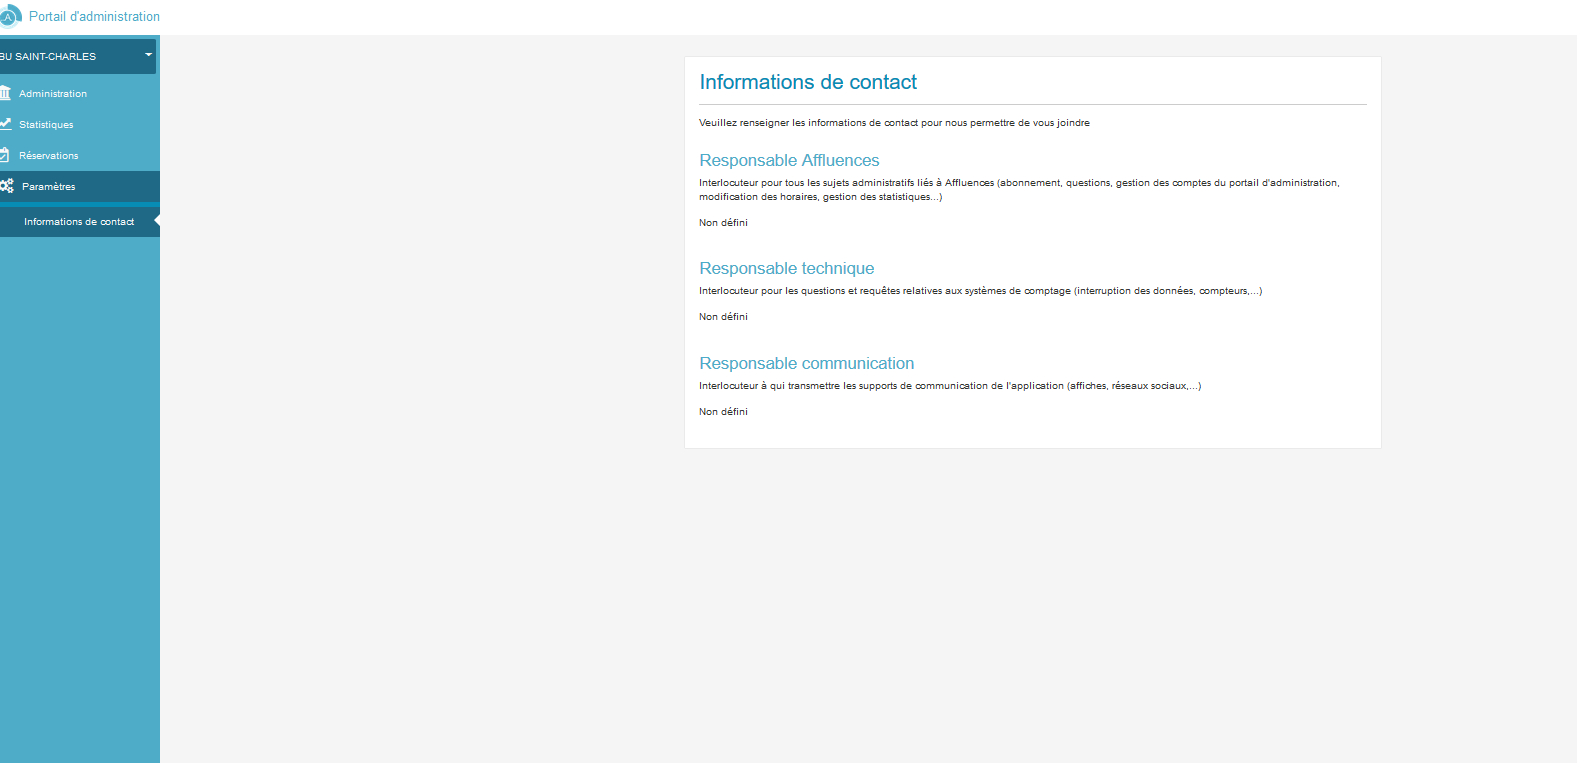 Portail d'administration
BU SAINT-CHARLES
Administration
Statistiques
Réservations
Paramètres
Informations de contact
Informations de contact
Veuillez renseigner les informations de contact pour nous permettre de vous joindre
Responsable Affluences
Interlocuteur pour tous les sujets administratifs liés à Affluences (abonnement, questions, gestion des comptes du portail d'administration,
modification des horaires, gestion des statistiques...)
Non défini
Responsable technique
Interlocuteur pour les questions et requêtes relatives aux systèmes de comptage (interruption des données, compteurs,...)
Non défini
Responsable communication
Interlocuteur à qui transmettre les supports de communication de l'application (affiches, réseaux sociaux,...)
Non défini